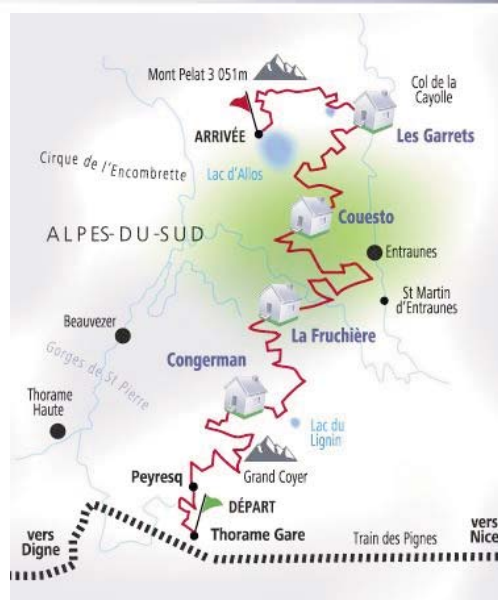 Mont Pelat 3 051m
Col de la
Cayolle
ARRIVÉE
Les Garrets
Cirque de l'Encombrette
Lac d'Allos
Couesto
ALPES-DU-SUD
Entraunes
St Martin
d'Entraunes
La Fruchière
Beauvezer
Gorges de St Pierre
Congerman
Thorame
Haute
Lac du
Lignin
Grand Coyer
Peyresq
DÉPART
Thorame Gare
vers
Digne
Train des Pignes
vers
Nice